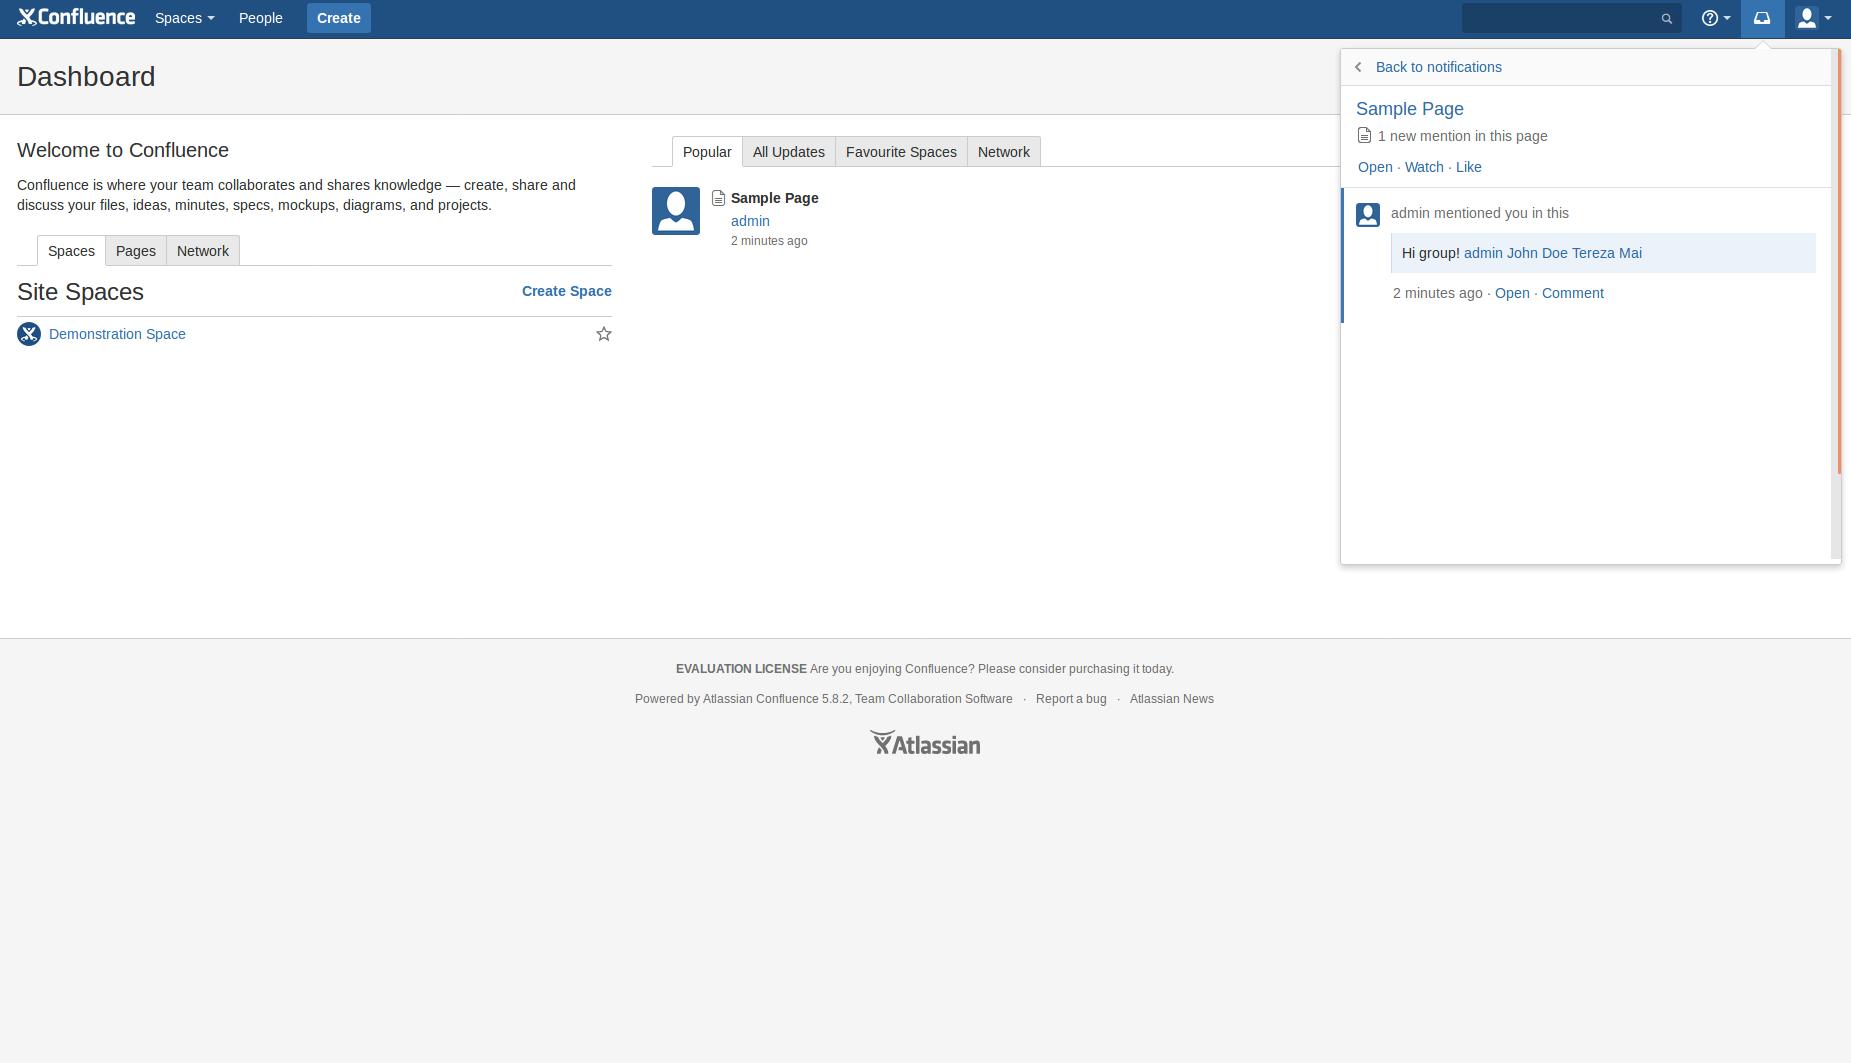 Confluence Spaces People Create
Dashboard
Welcome to Confluence
Confluence is where your team collaborates and shares knowledge — create, share and
discuss your files, ideas, minutes, specs, mockups, diagrams, and projects.
Spaces Pages Network
Site Spaces Create Space
Demonstration Space
Popular All Updates Favourite Spaces Network
Sample Page
admin
2 minutes ago
Back to notifications
Sample Page
1 new mention in this page
Open · Watch · Like
admin mentioned you in this
Hi group! admin John Doe Tereza Mai
2 minutes ago · Open · Comment
EVALUATION LICENSE Are you enjoying Confluence? Please consider purchasing it today.
Powered by Atlassian Confluence 5.8.2, Team Collaboration Software · Report a bug · Atlassian News
Atlassian